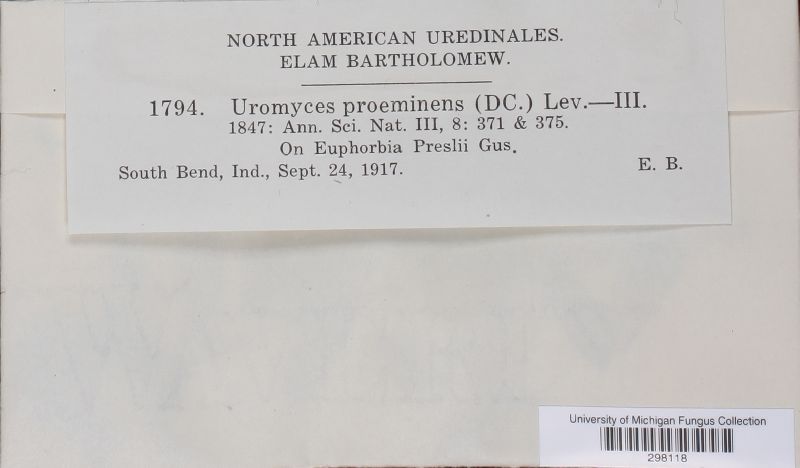 NORTH AMERICAN UREDINALES.
ELAM BARTHOLOMEW.
1794. Uromyces proeminens (DC.) Lev.—III.
1847: Ann. Sci. Nat. III, 8: 371 & 375.
On Euphorbia Preslii Gus.
South Bend, Ind., Sept. 24, 1917. E. B.
University of Michigan Fungus Collection
298118